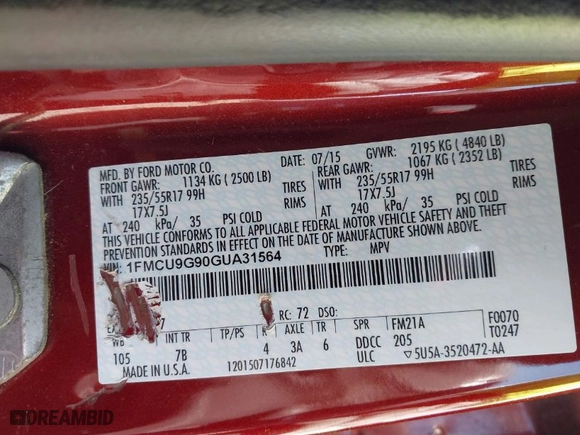 MFD. BY FORD MOTOR CO.
DATE: 07/15 GVWR: 2195 KG ( 4840 LB)
FRONT GAWR: 1134 KG ( 2500 LB)
REAR GAWR: 1067 KG ( 2352 LB)
WITH 235/55R17 99H TIRES
WITH 235/55R17 99H TIRES
17X7.5J RIMS
17X7.5J RIMS
AT 240 kPa/ 35 PSI COLD
AT 240 kPa/ 35 PSI COLD
THIS VEHICLE CONFORMS TO ALL APPLICABLE FEDERAL MOTOR VEHICLE SAFETY AND THEFT
PREVENTION STANDARDS IN EFFECT ON THE DATE OF MANUFACTURE SHOWN ABOVE.
1FMCU9G90GUA31564 TYPE: MPV
RC: 72 DSO:
WB INT TR TP/PS R AXLE TR SPR FM21A F0070
105 7B 4 3A 6 DDCC 205 T0247
MADE IN U.S.A. 1201507176842 ULC ▽5U5A-3520472-AA
DREAMBID